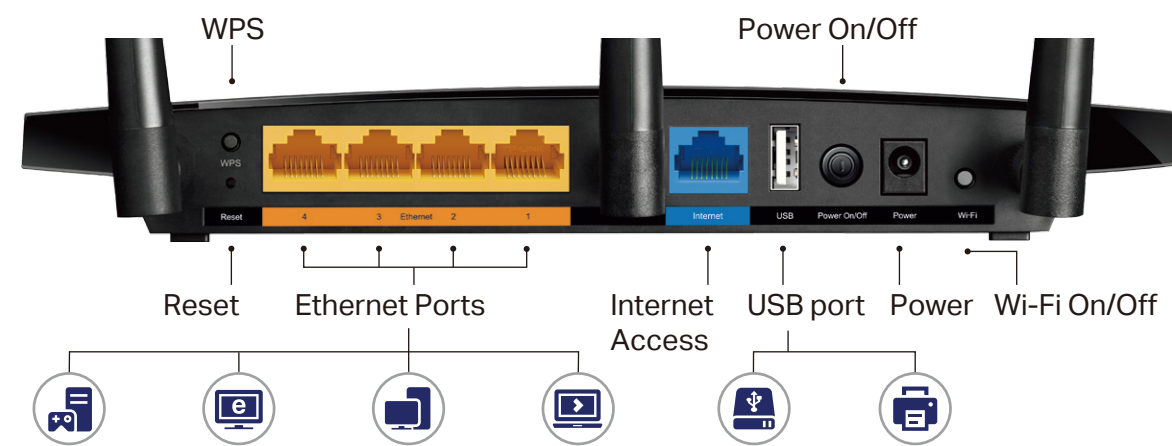 WPS
Power On/Off
WPS
Reset
4
3
Ethernet
2
1
Internet
USB
Power On/Off
Power
Wi-Fi
Reset
Ethernet Ports
Internet
Access
USB port
Power
Wi-Fi On/Off
e